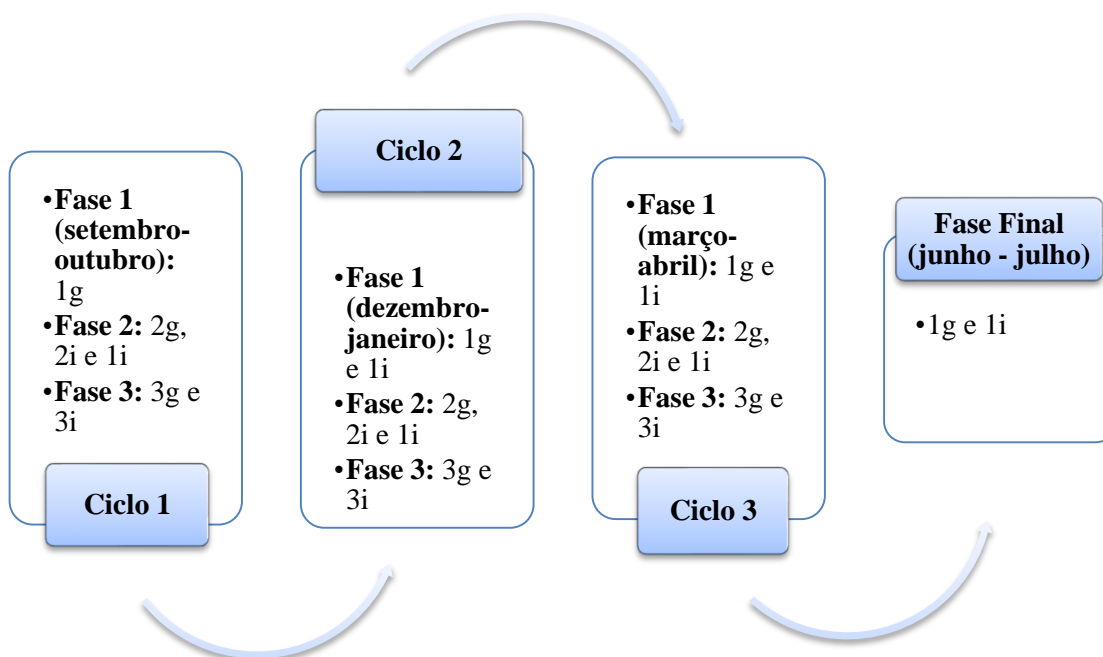 •Fase 1
(setembro-
outubro):
1g
•Fase 2: 2g,
2i e 1i
•Fase 3: 3g e
3i
Ciclo 1
Ciclo 2
•Fase 1
(dezembro-
janeiro): 1g
e 1i
•Fase 2: 2g,
2i e 1i
•Fase 3: 3g e
3i
•Fase 1
(março-
abril): 1g e
1i
•Fase 2: 2g,
2i e 1i
•Fase 3: 3g e
3i
Ciclo 3
Fase Final
(junho - julho)
•1g e 1i